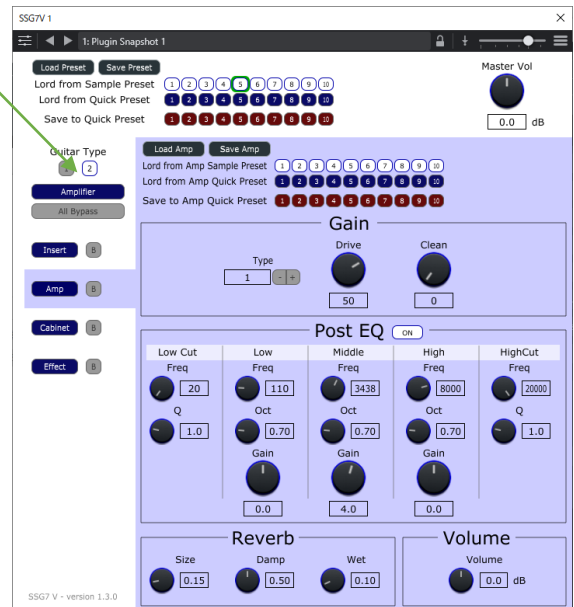 SSG7V 1
1: Plugin Snapshot 1
Load Preset Save Preset
Lord from Sample Preset 1 2 3 4 5 6 7 8 9 10
Lord from Quick Preset 1 2 3 4 5 6 7 8 9 10
Save to Quick Preset 1 2 3 4 5 6 7 8 9 10
Master Vol
0.0 dB
Guitar Type
1 2
Amplifier
All Bypass
Insert B
Amp B
Cabinet B
Effect B
SSG7 V - version 1.3.0
Load Amp Save Amp
Lord from Amp Sample Preset 1 2 3 4 5 6 7 8 9 10
Lord from Amp Quick Preset 1 2 3 4 5 6 7 8 9 10
Save to Amp Quick Preset 1 2 3 4 5 6 7 8 9 10
Gain
Type Drive Clean
1 - +
50 0
Post EQ ON
Low Cut Low Middle High HighCut
Freq Freq Freq Freq Freq
20 110 3438 8000 20000
Q Oct Oct Oct Q
1.0 0.70 0.70 0.70 1.0
Gain Gain Gain
0.0 4.0 0.0
Reverb
Size Damp Wet
0.15 0.50 0.10
Volume
Volume
0.0 dB